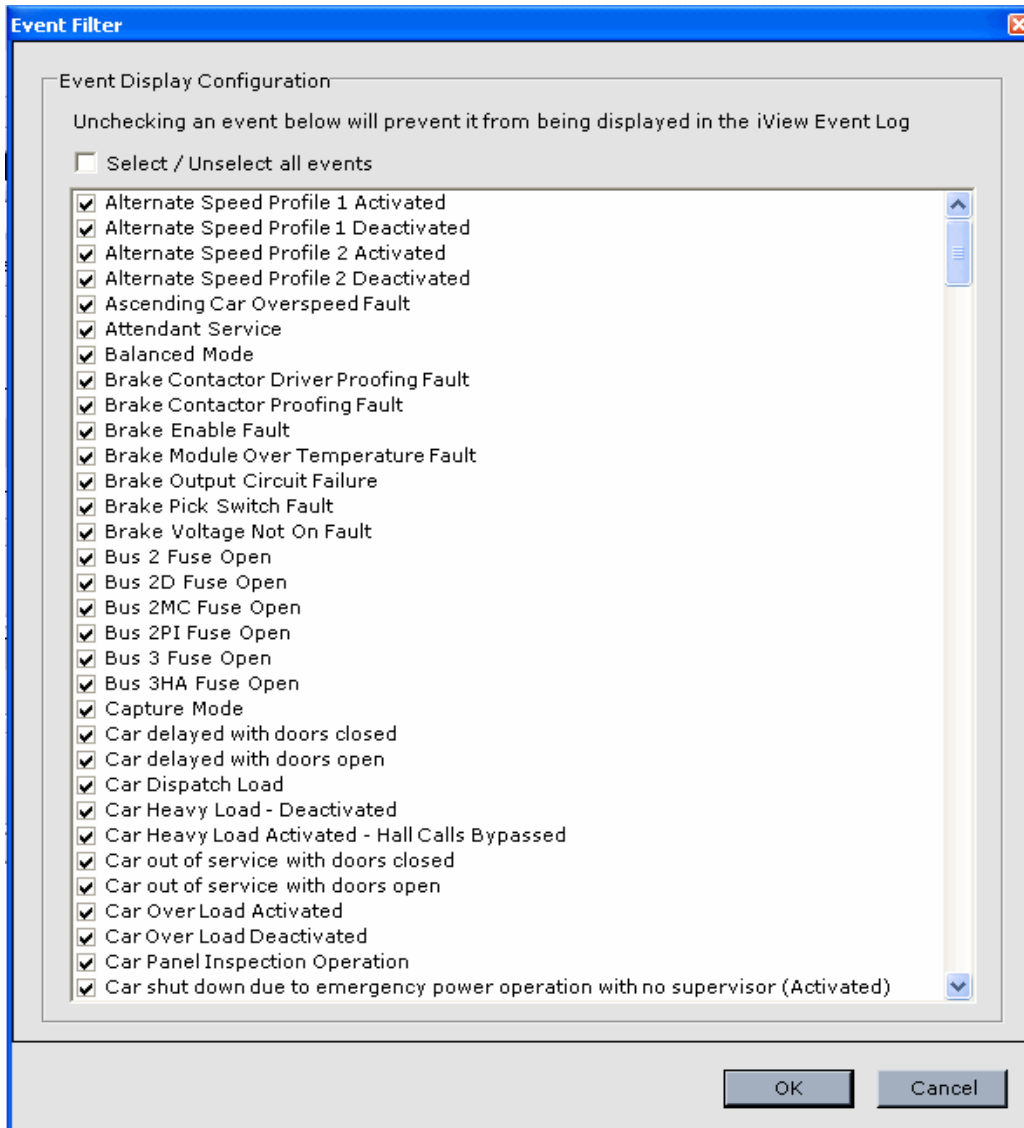 Event Filter
Event Display Configuration
Unchecking an event below will prevent it from being displayed in the iView Event Log
Select / Unselect all events
Alternate Speed Profile 1 Activated
Alternate Speed Profile 1 Deactivated
Alternate Speed Profile 2 Activated
Alternate Speed Profile 2 Deactivated
Ascending Car Overspeed Fault
Attendant Service
Balanced Mode
Brake Contactor Driver Proofing Fault
Brake Contactor Proofing Fault
Brake Enable Fault
Brake Module Over Temperature Fault
Brake Output Circuit Failure
Brake Pick Switch Fault
Brake Voltage Not On Fault
Bus 2 Fuse Open
Bus 2D Fuse Open
Bus 2MC Fuse Open
Bus 2PI Fuse Open
Bus 3 Fuse Open
Bus 3HA Fuse Open
Capture Mode
Car delayed with doors closed
Car delayed with doors open
Car Dispatch Load
Car Heavy Load - Deactivated
Car Heavy Load Activated - Hall Calls Bypassed
Car out of service with doors closed
Car out of service with doors open
Car Over Load Activated
Car Over Load Deactivated
Car Panel Inspection Operation
Car shut down due to emergency power operation with no supervisor (Activated)
OK
Cancel